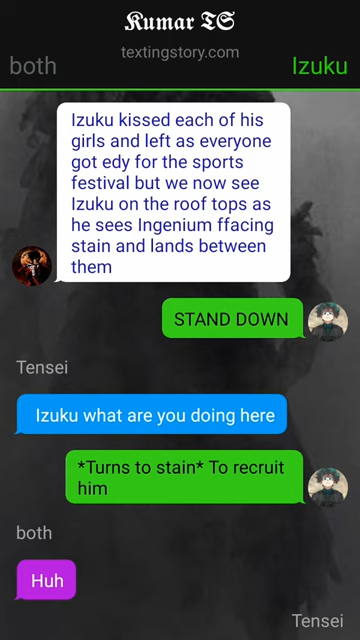 Kumar TS
textingstory.com
both
Izuku
Izuku kissed each of his
girls and left as everyone
got edy for the sports
festival but we now see
Izuku on the roof tops as
he sees Ingenium ffacing
stain and lands between
them
STAND DOWN
Tensei
Izuku what are you doing here
*Turns to stain* To recruit
him
both
Huh
Tensei